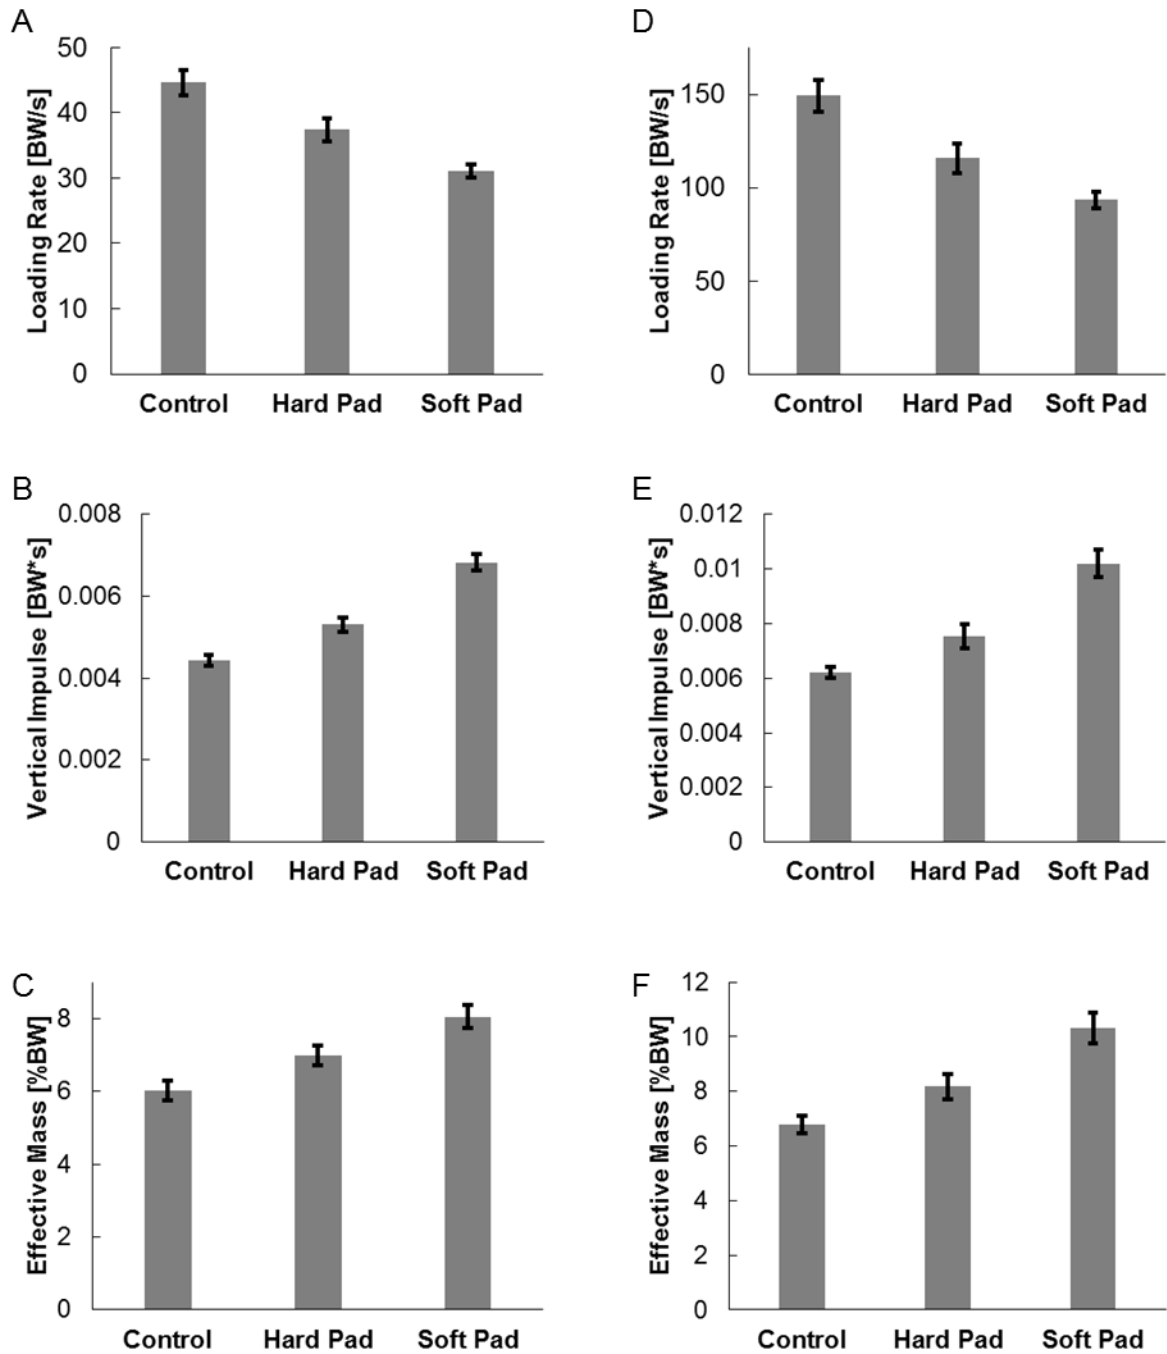 A
Loading Rate [BW/s]
50
40
30
20
10
0
Control Hard Pad Soft Pad
D
Loading Rate [BW/s]
150
100
50
0
Control Hard Pad Soft Pad
B
Vertical Impulse [BW*s]
0.008
0.006
0.004
0.002
0
Control Hard Pad Soft Pad
E
Vertical Impulse [BW*s]
0.012
0.01
0.008
0.006
0.004
0.002
0
Control Hard Pad Soft Pad
C
Effective Mass [%BW]
8
6
4
2
0
Control Hard Pad Soft Pad
F
Effective Mass [%BW]
12
10
8
6
4
2
0
Control Hard Pad Soft Pad